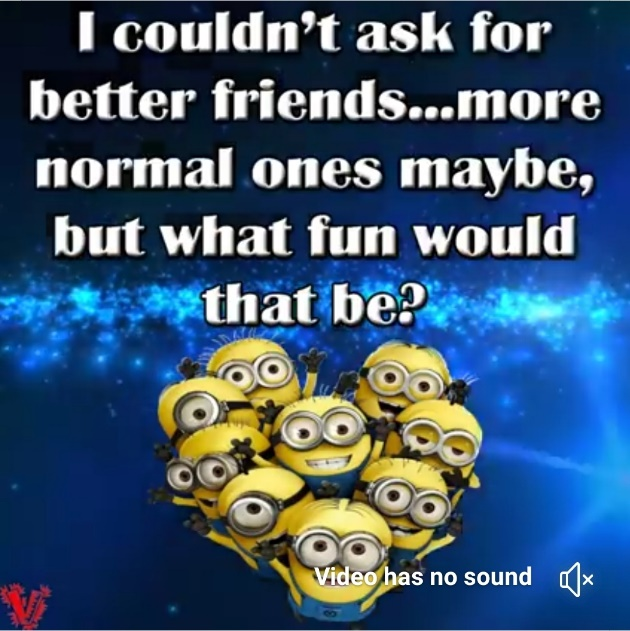 I couldn't ask for
better friends...more
normal ones maybe,
but what fun would
that be?
Video has no sound